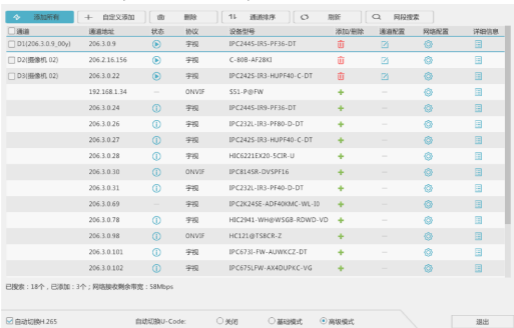 添加所有 自定义添加 删除 通道排序 刷新 网段搜索
通道 通道地址 状态 协议 设备型号 添加/删除 通道配置 网络配置 详细信息
D1(206.3.0.9_00y) 206.3.0.9 宇视 IPC244S-IR5-PF36-DT
D2(摄像机 02) 206.2.16.156 宇视 C-80B-AF28KI
D3(摄像机 02) 206.3.0.22 宇视 IPC242S-IR3-HUPF40-C-DT
192.168.1.34 ONVIF S51-P@FW
206.3.0.24 宇视 IPC244S-IR9-PF36-DT
206.3.0.26 宇视 IPC232L-IR3-PF80-D-DT
206.3.0.27 宇视 IPC242S-IR3-HUPF40-C-DT
206.3.0.28 宇视 HIC6221EX20-5CIR-U
206.3.0.30 ONVIF IPC814SR-DVSPF16
206.3.0.31 宇视 IPC232L-IR3-PF40-D-DT
206.3.0.69 宇视 IPC2K24SE-ADF40KMC-WL-I0
206.3.0.78 宇视 HIC2941-WH@WSGB-RDWD-VD
206.3.0.98 ONVIF HC121@TS8CR-Z
206.3.0.101 宇视 IPC673I-FW-AUWKCZ-DT
206.3.0.102 宇视 IPC675LFW-AX4DUPKC-VG
已搜索：18个，已添加：3个；网络接收剩余带宽：58Mbps
自动切换H.265 自动切换U-Code: 关闭 基础模式 高级模式 退出